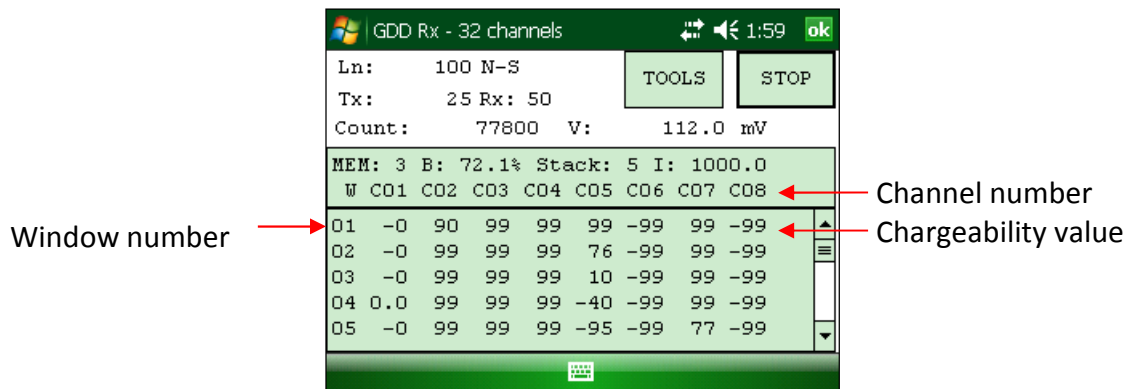 GDD Rx - 32 channels 1:59 ok
Ln: 100 N-S
TOOLS STOP
Tx: 25 Rx: 50
Count: 77800 V: 112.0 mV
MEM: 3 B: 72.1% Stack: 5 I: 1000.0
W C01 C02 C03 C04 C05 C06 C07 C08
Channel number
01 -0 90 99 99 99 -99 99 -99
Window number
Chargeability value
02 -0 99 99 99 76 -99 99 -99
03 -0 99 99 99 10 -99 99 -99
04 0.0 99 99 99 -40 -99 99 -99
05 -0 99 99 99 -95 -99 77 -99